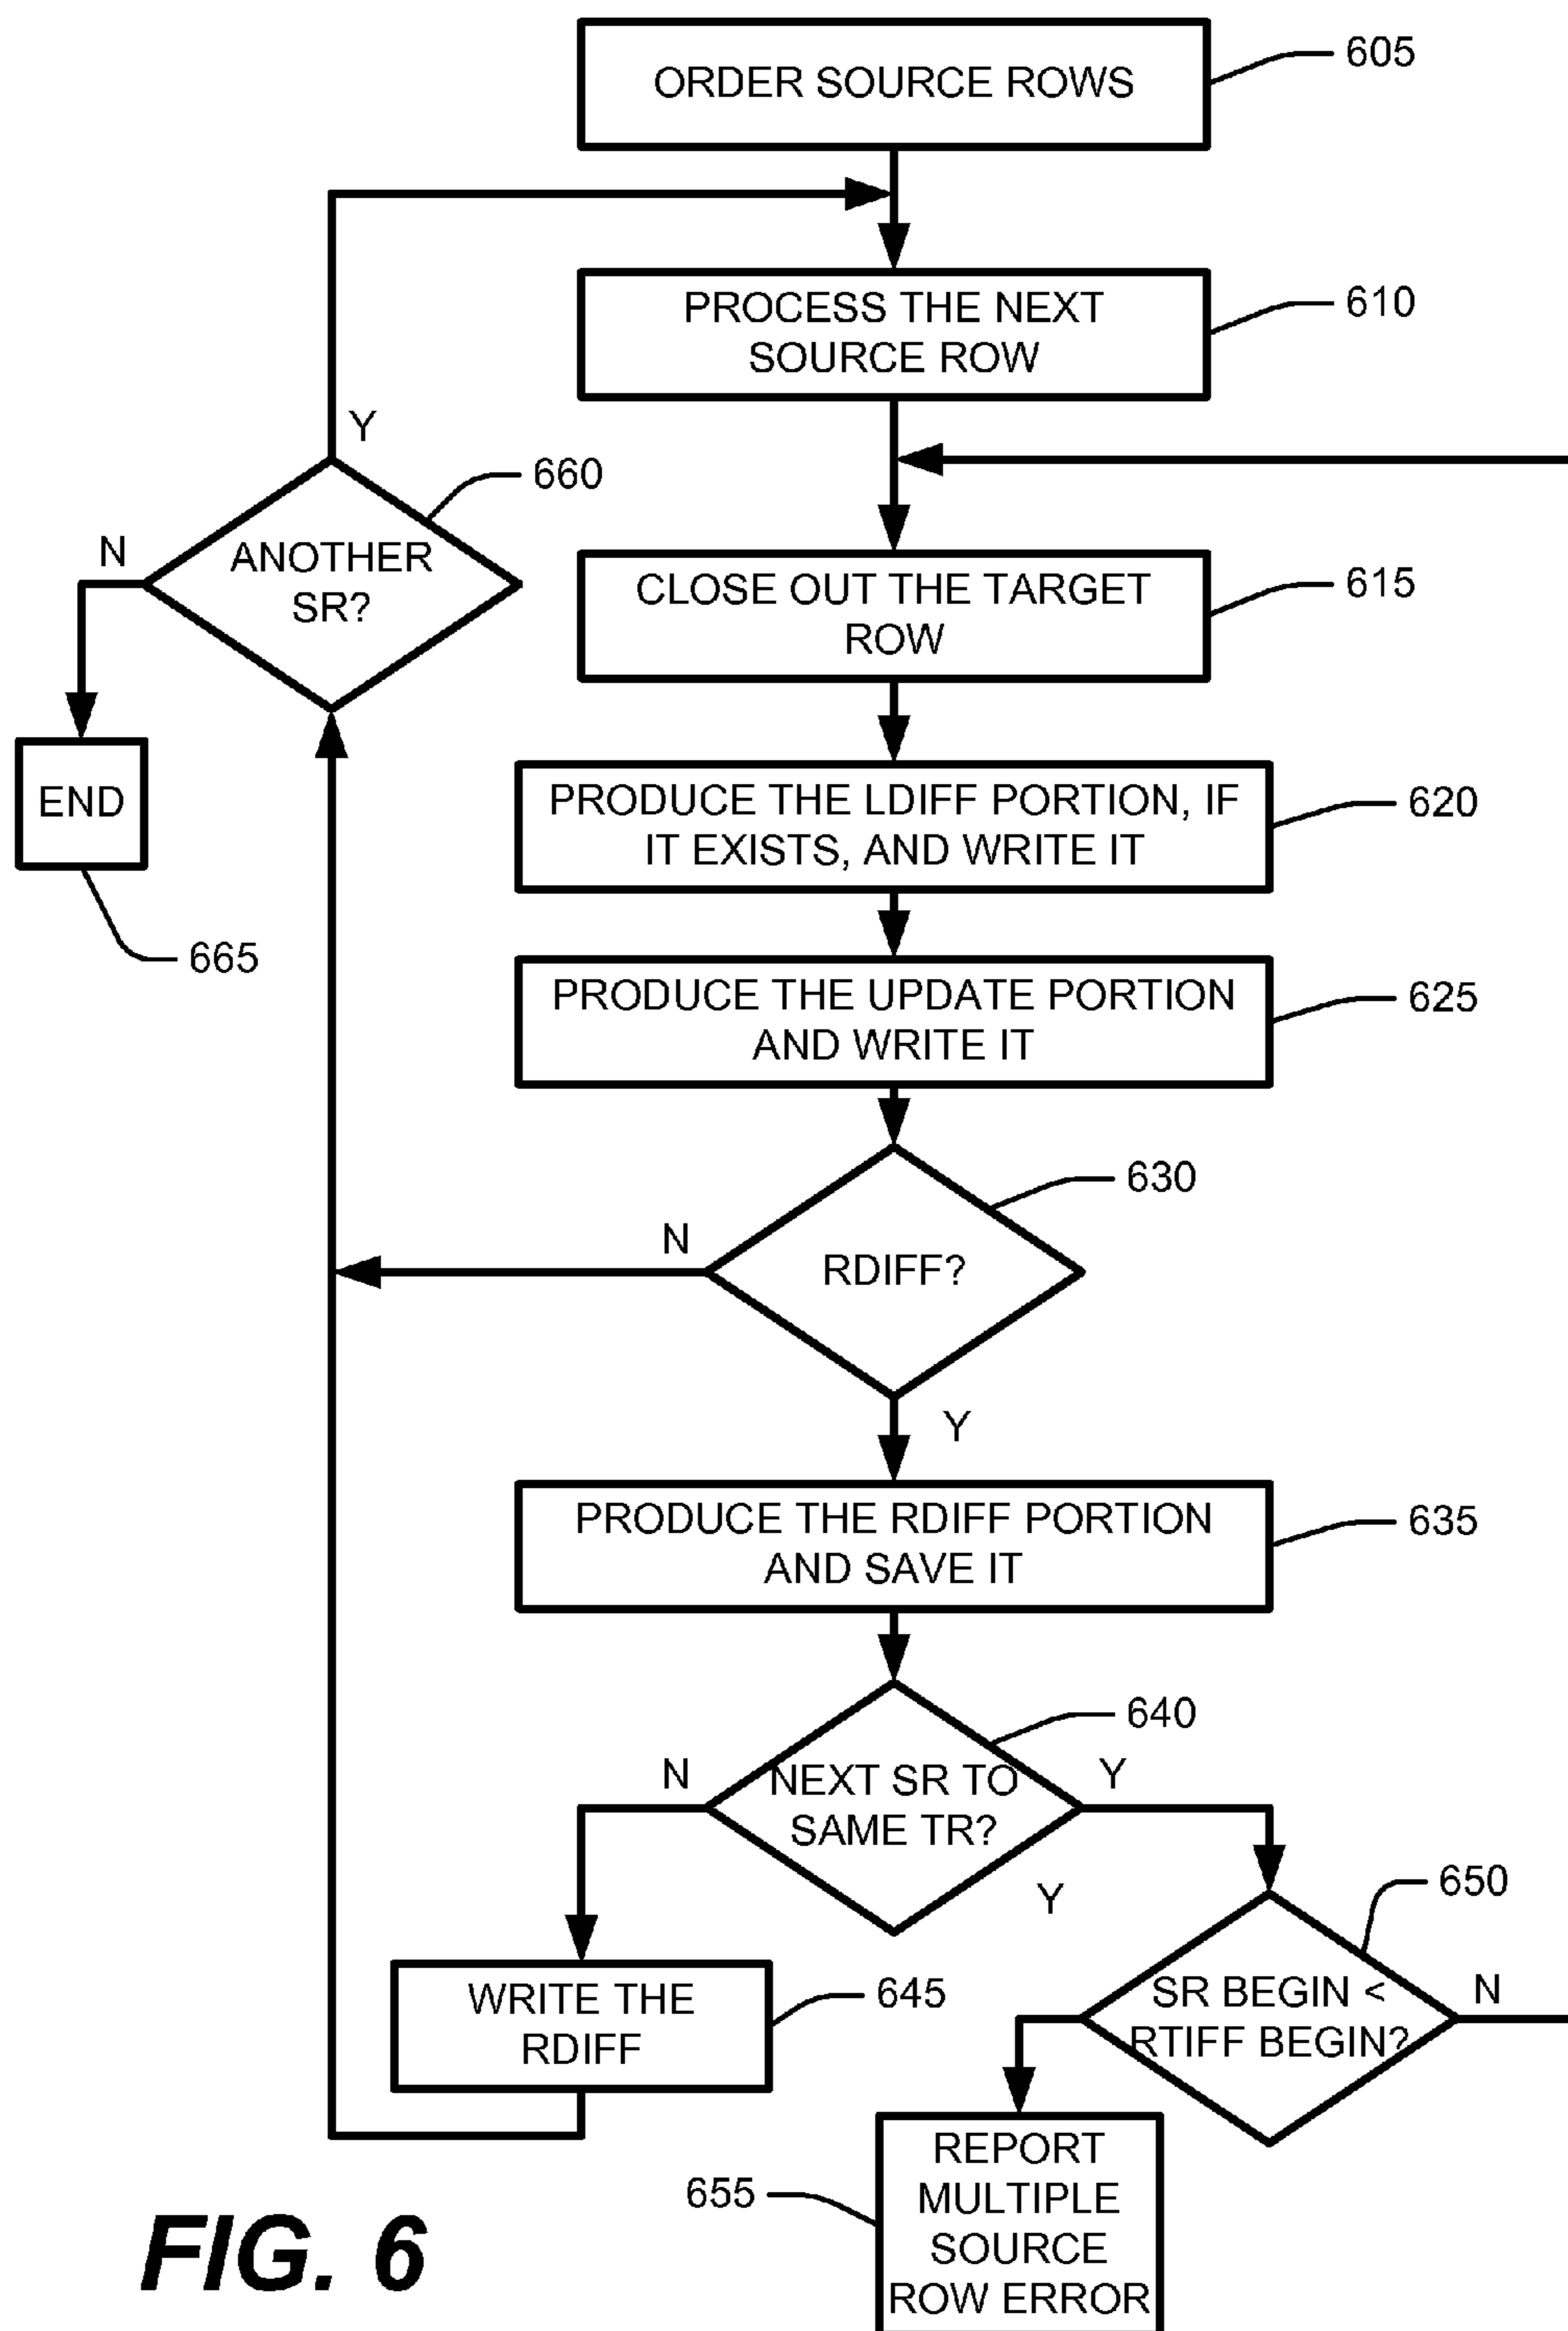 ORDER SOURCE ROWS
605
PROCESS THE NEXT
SOURCE ROW
610
Y
660
ANOTHER
SR?
N
CLOSE OUT THE TARGET
ROW
615
END
665
PRODUCE THE LDIFF PORTION, IF
IT EXISTS, AND WRITE IT
620
PRODUCE THE UPDATE PORTION
AND WRITE IT
625
630
N
RDIFF?
Y
PRODUCE THE RDIFF PORTION
AND SAVE IT
635
640
N
NEXT SR TO
SAME TR?
Y
Y
650
WRITE THE
RDIFF
645
SR BEGIN <
RTIFF BEGIN?
N
REPORT
MULTIPLE
SOURCE
ROW ERROR
655
FIG. 6